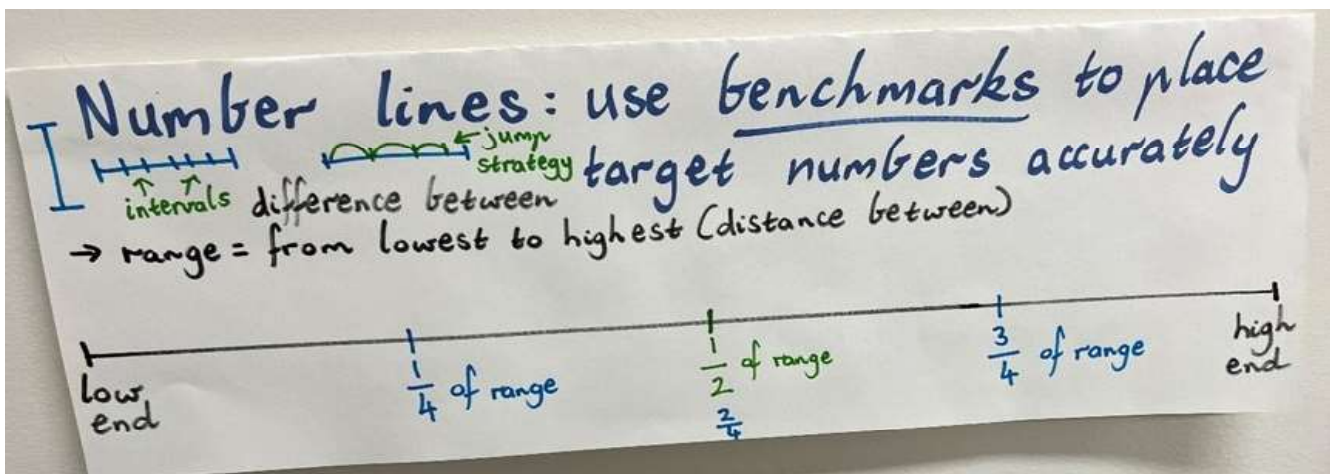 Number lines: use benchmarks to place
target numbers accurately
← jump
strategy
intervals
difference between
→ range = from lowest to highest (distance between)
low
end
1/4 of range
1/2 of range
2/4
3/4 of range
high
end